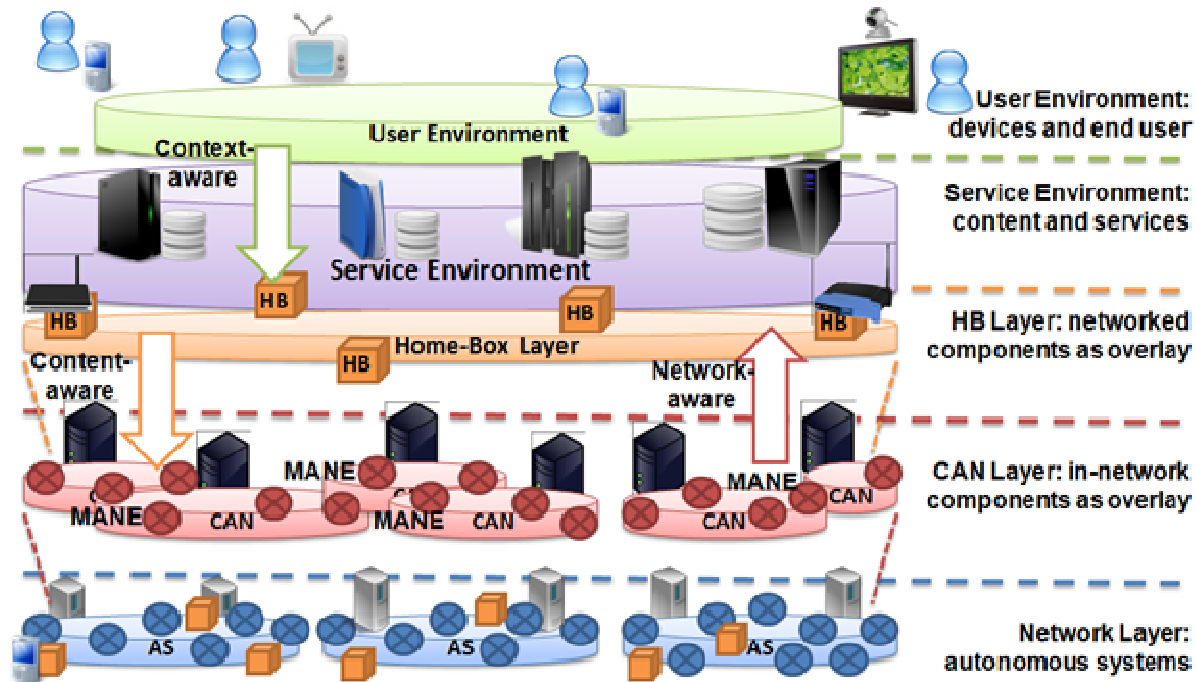 User Environment:
devices and end user
User Environment
Context-
aware
Service Environment:
content and services
Service Environment
HB
HB
HB
HB
HB Layer: networked
components as overlay
Home-Box Layer
HB
Content-
aware
Network-
aware
MANE
MANE
CAN Layer: in-network
components as overlay
CAN
MANE
CAN
MANE
CAN
CAN
Network Layer:
autonomous systems
AS
AS
AS